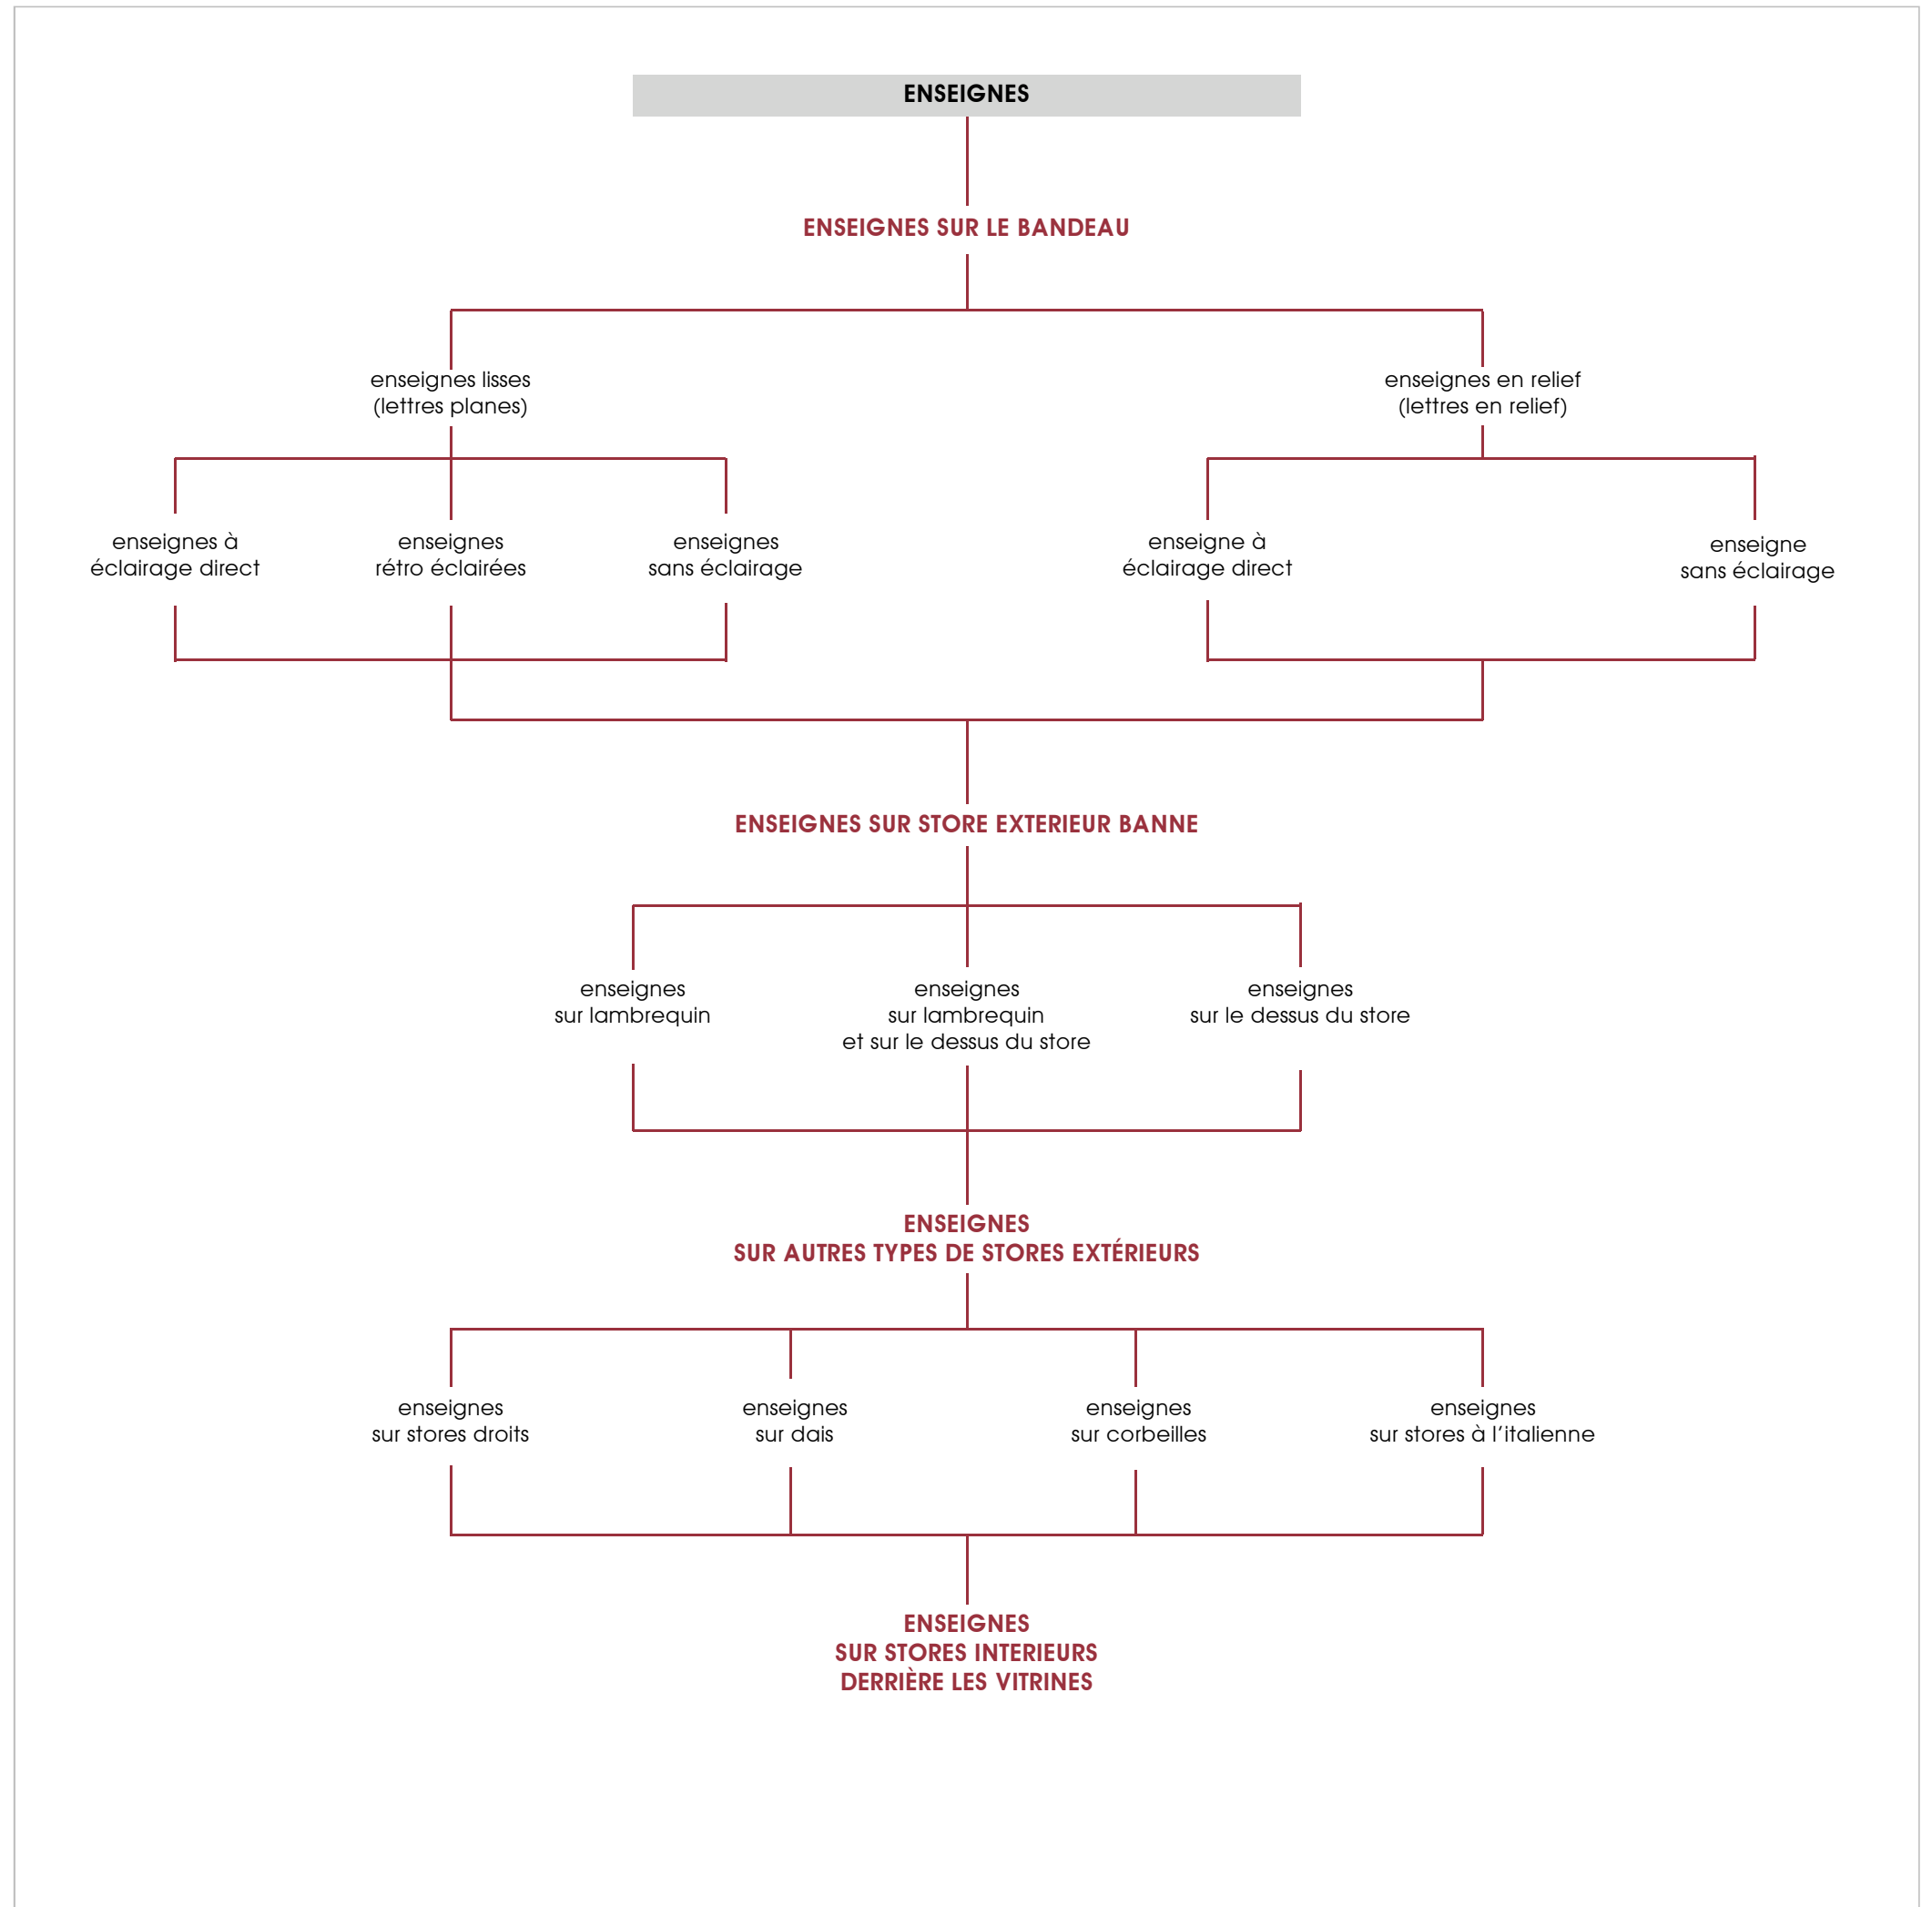 ENSEIGNES
ENSEIGNES SUR LE BANDEAU
enseignes lisses
(lettres planes)
enseignes en relief
(lettres en relief)
enseignes à
éclairage direct
enseignes
rétro éclairées
enseignes
sans éclairage
enseigne à
éclairage direct
enseigne
sans éclairage
ENSEIGNES SUR STORE EXTERIEUR BANNE
enseignes
sur lambrequin
enseignes
sur lambrequin
et sur le dessus du store
enseignes
sur le dessus du store
ENSEIGNES
SUR AUTRES TYPES DE STORES EXTÉRIEURS
enseignes
sur stores droits
enseignes
sur dais
enseignes
sur corbeilles
enseignes
sur stores à l'italienne
ENSEIGNES
SUR STORES INTERIEURS
DERRIÈRE LES VITRINES